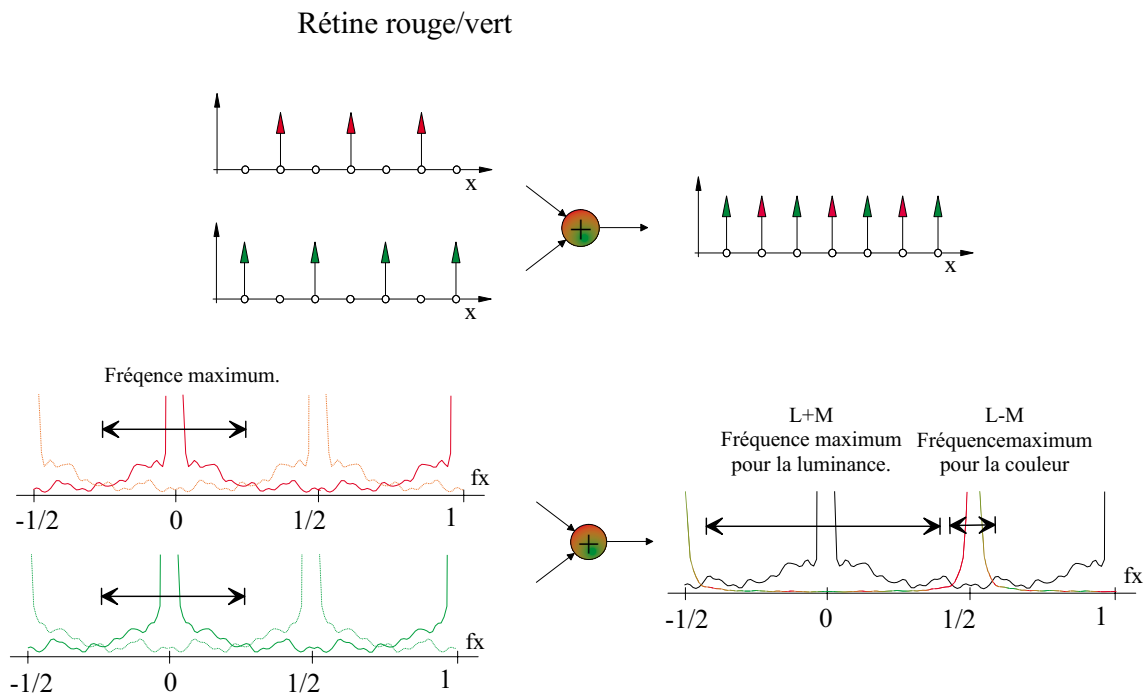 Rétine rouge/vert
x
x
x
Fréqence maximum.
fx
-1/2 0 1/2 1
fx
-1/2 0 1/2 1
L+M
Fréquence maximum
pour la luminance.
L-M
Fréquencemaximum
pour la couleur
fx
-1/2 0 1/2 1